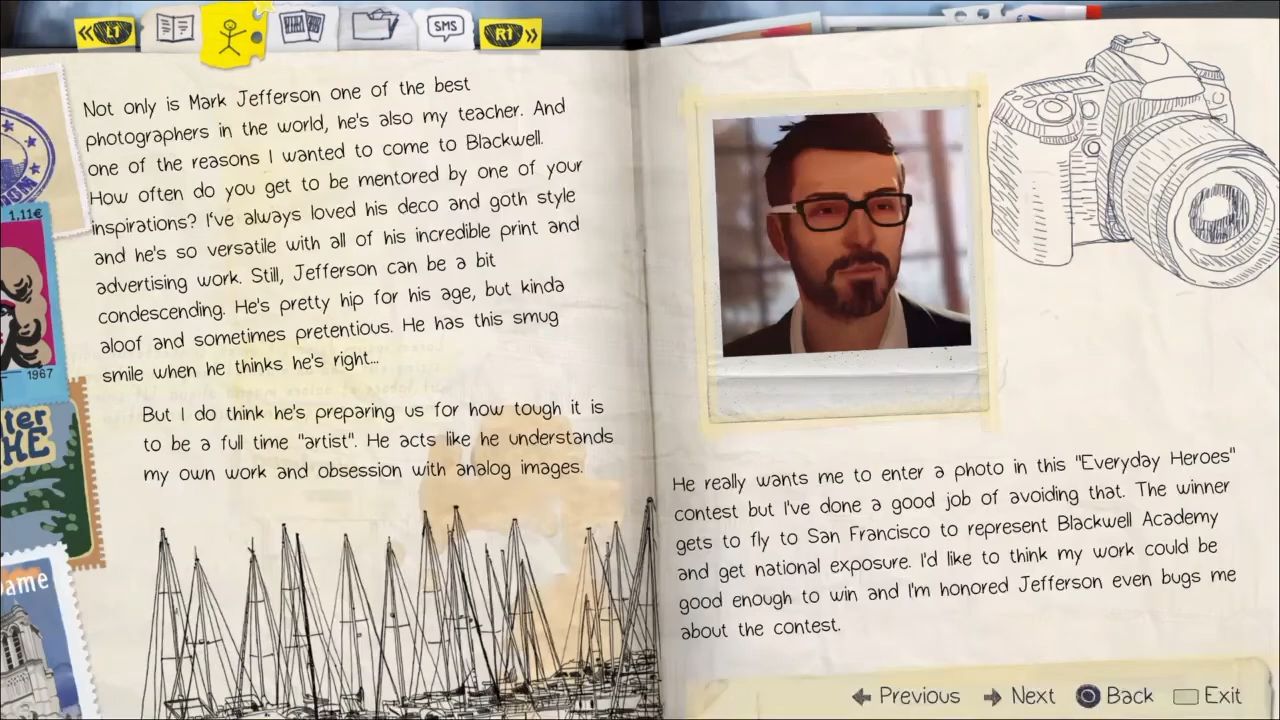 L1
SMS
R1
1,11€
1967
ter
KE
ame
Not only is Mark Jefferson one of the best
photographers in the world, he's also my teacher. And
one of the reasons I wanted to come to Blackwell.
How often do you get to be mentored by one of your
inspirations? I've always loved his deco and goth style
and he's so versatile with all of his incredible print and
advertising work. Still, Jefferson can be a bit
condescending. He's pretty hip for his age, but kinda
aloof and sometimes pretentious. He has this smug
smile when he thinks he's right...
But I do think he's preparing us for how tough it is
to be a full time "artist". He acts like he understands
my own work and obsession with analog images.
He really wants me to enter a photo in this "Everyday Heroes"
contest but I've done a good job of avoiding that. The winner
gets to fly to San Francisco to represent Blackwell Academy
and get national exposure. I'd like to think my work could be
good enough to win and I'm honored Jefferson even bugs me
about the contest.
Previous Next Back Exit